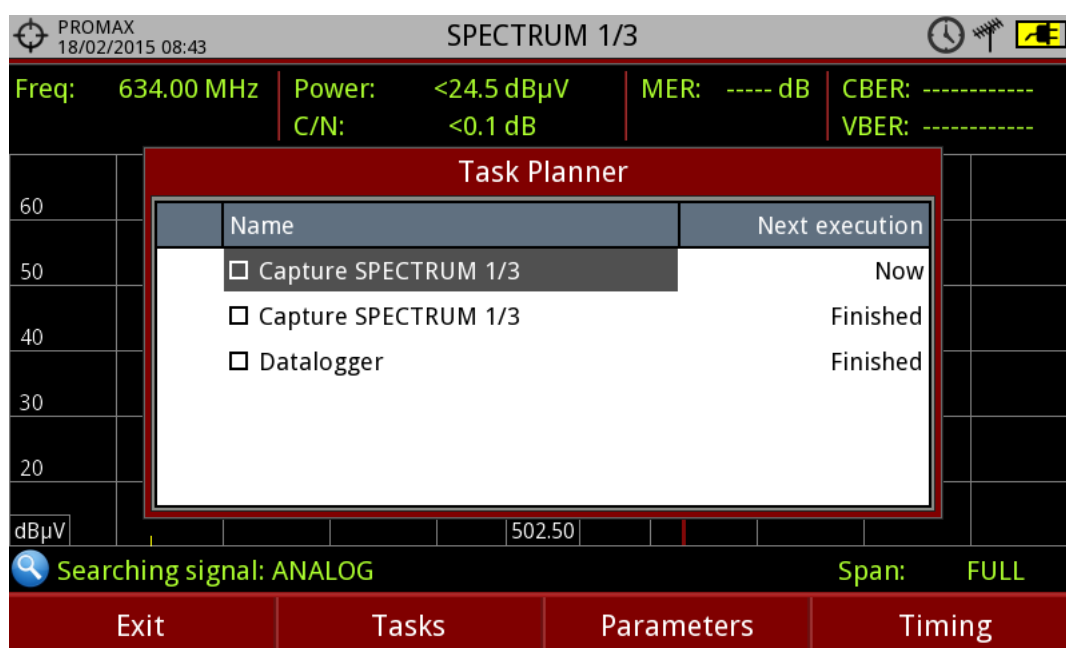 PROMAX
18/02/2015 08:43
SPECTRUM 1/3
Freq: 634.00 MHz Power: <24.5 dBµV MER: ----- dB CBER: ------------
C/N: <0.1 dB VBER: ------------
Task Planner
Name Next execution
Capture SPECTRUM 1/3 Now
Capture SPECTRUM 1/3 Finished
Datalogger Finished
60
50
40
30
20
dBµV 502.50
Searching signal: ANALOG Span: FULL
Exit Tasks Parameters Timing